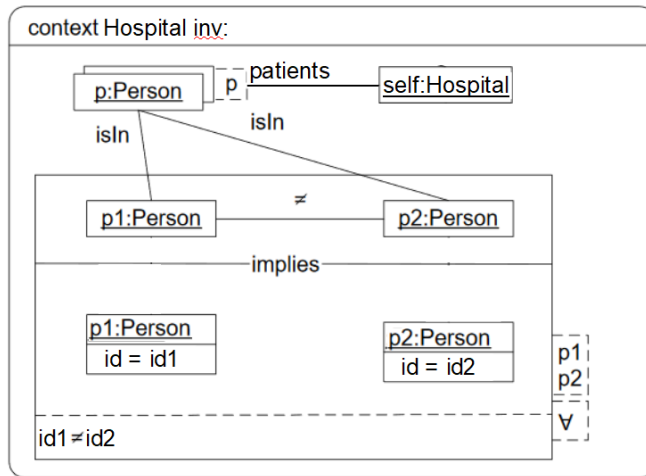 context Hospital inv:
p:Person
p
patients
self:Hospital
isIn
isIn
p1:Person
≠
p2:Person
implies
p1:Person
id = id1
p2:Person
id = id2
p1
p2
∀
id1≠id2